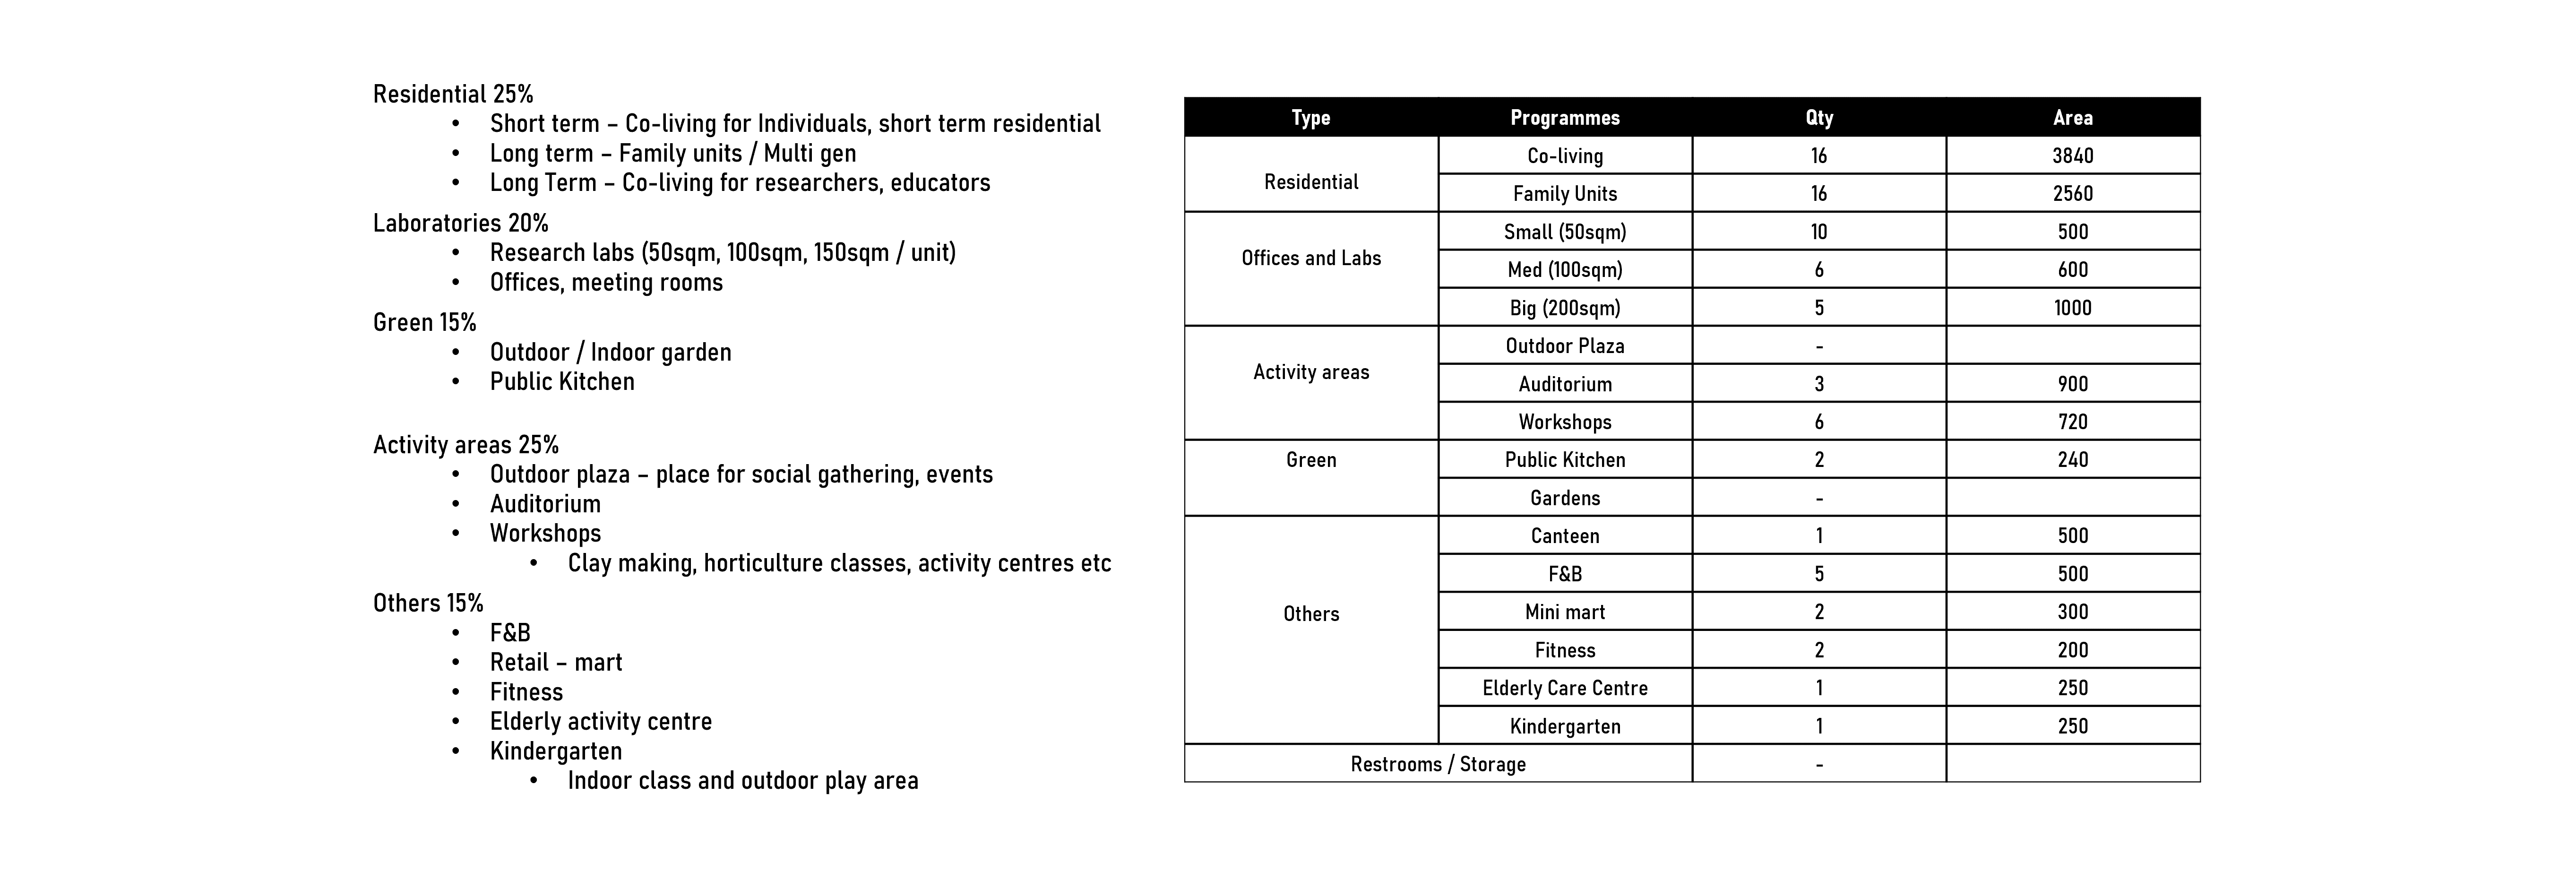 Residential 25%
• Short term – Co-living for Individuals, short term residential
• Long term – Family units / Multi gen
• Long Term – Co-living for researchers, educators
Laboratories 20%
• Research labs (50sqm, 100sqm, 150sqm / unit)
• Offices, meeting rooms
Green 15%
• Outdoor / Indoor garden
• Public Kitchen
Activity areas 25%
• Outdoor plaza – place for social gathering, events
• Auditorium
• Workshops
• Clay making, horticulture classes, activity centres etc
Others 15%
• F&B
• Retail – mart
• Fitness
• Elderly activity centre
• Kindergarten
• Indoor class and outdoor play area
Type Programmes Qty Area
Residential
Co-living 16 3840
Family Units 16 2560
Offices and Labs
Small (50sqm) 10 500
Med (100sqm) 6 600
Big (200sqm) 5 1000
Activity areas
Outdoor Plaza -
Auditorium 3 900
Workshops 6 720
Green
Public Kitchen 2 240
Gardens -
Others
Canteen 1 500
F&B 5 500
Mini mart 2 300
Fitness 2 200
Elderly Care Centre 1 250
Kindergarten 1 250
Restrooms / Storage -